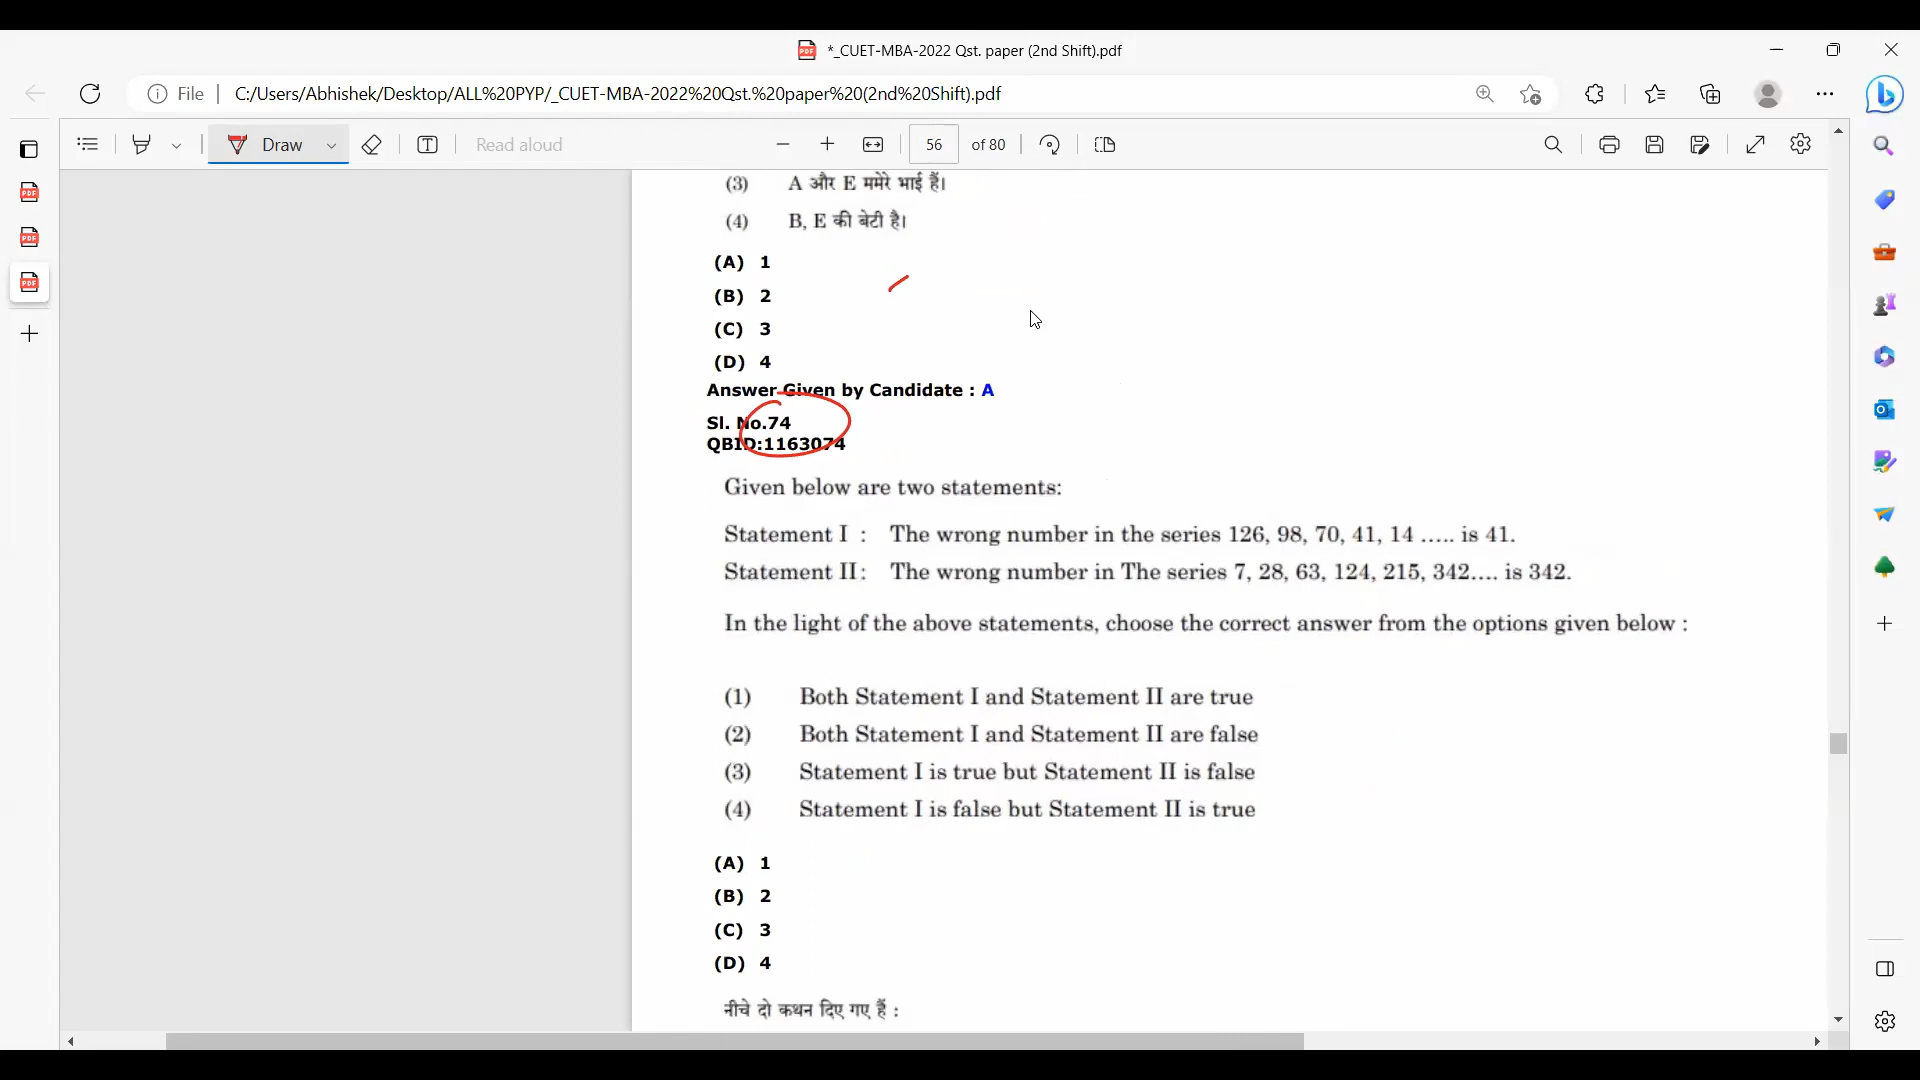 *_CUET-MBA-2022 Qst. paper (2nd Shift).pdf
File | C:/Users/Abhishek/Desktop/ALL%20PYP/_CUET-MBA-2022%20Qst.%20paper%20(2nd%20Shift).pdf
Draw
Read aloud
56 of 80
(3) A और E ममेरे भाई हैं।
(4) B, E की बेटी है।
(A) 1
(B) 2
(C) 3
(D) 4
Answer Given by Candidate : A
Sl. No.74
QBID:1163074
Given below are two statements:
Statement I : The wrong number in the series 126, 98, 70, 41, 14 ..... is 41.
Statement II: The wrong number in The series 7, 28, 63, 124, 215, 342.... is 342.
In the light of the above statements, choose the correct answer from the options given below :
(1) Both Statement I and Statement II are true
(2) Both Statement I and Statement II are false
(3) Statement I is true but Statement II is false
(4) Statement I is false but Statement II is true
(A) 1
(B) 2
(C) 3
(D) 4
नीचे दो कथन दिए गए हैं :